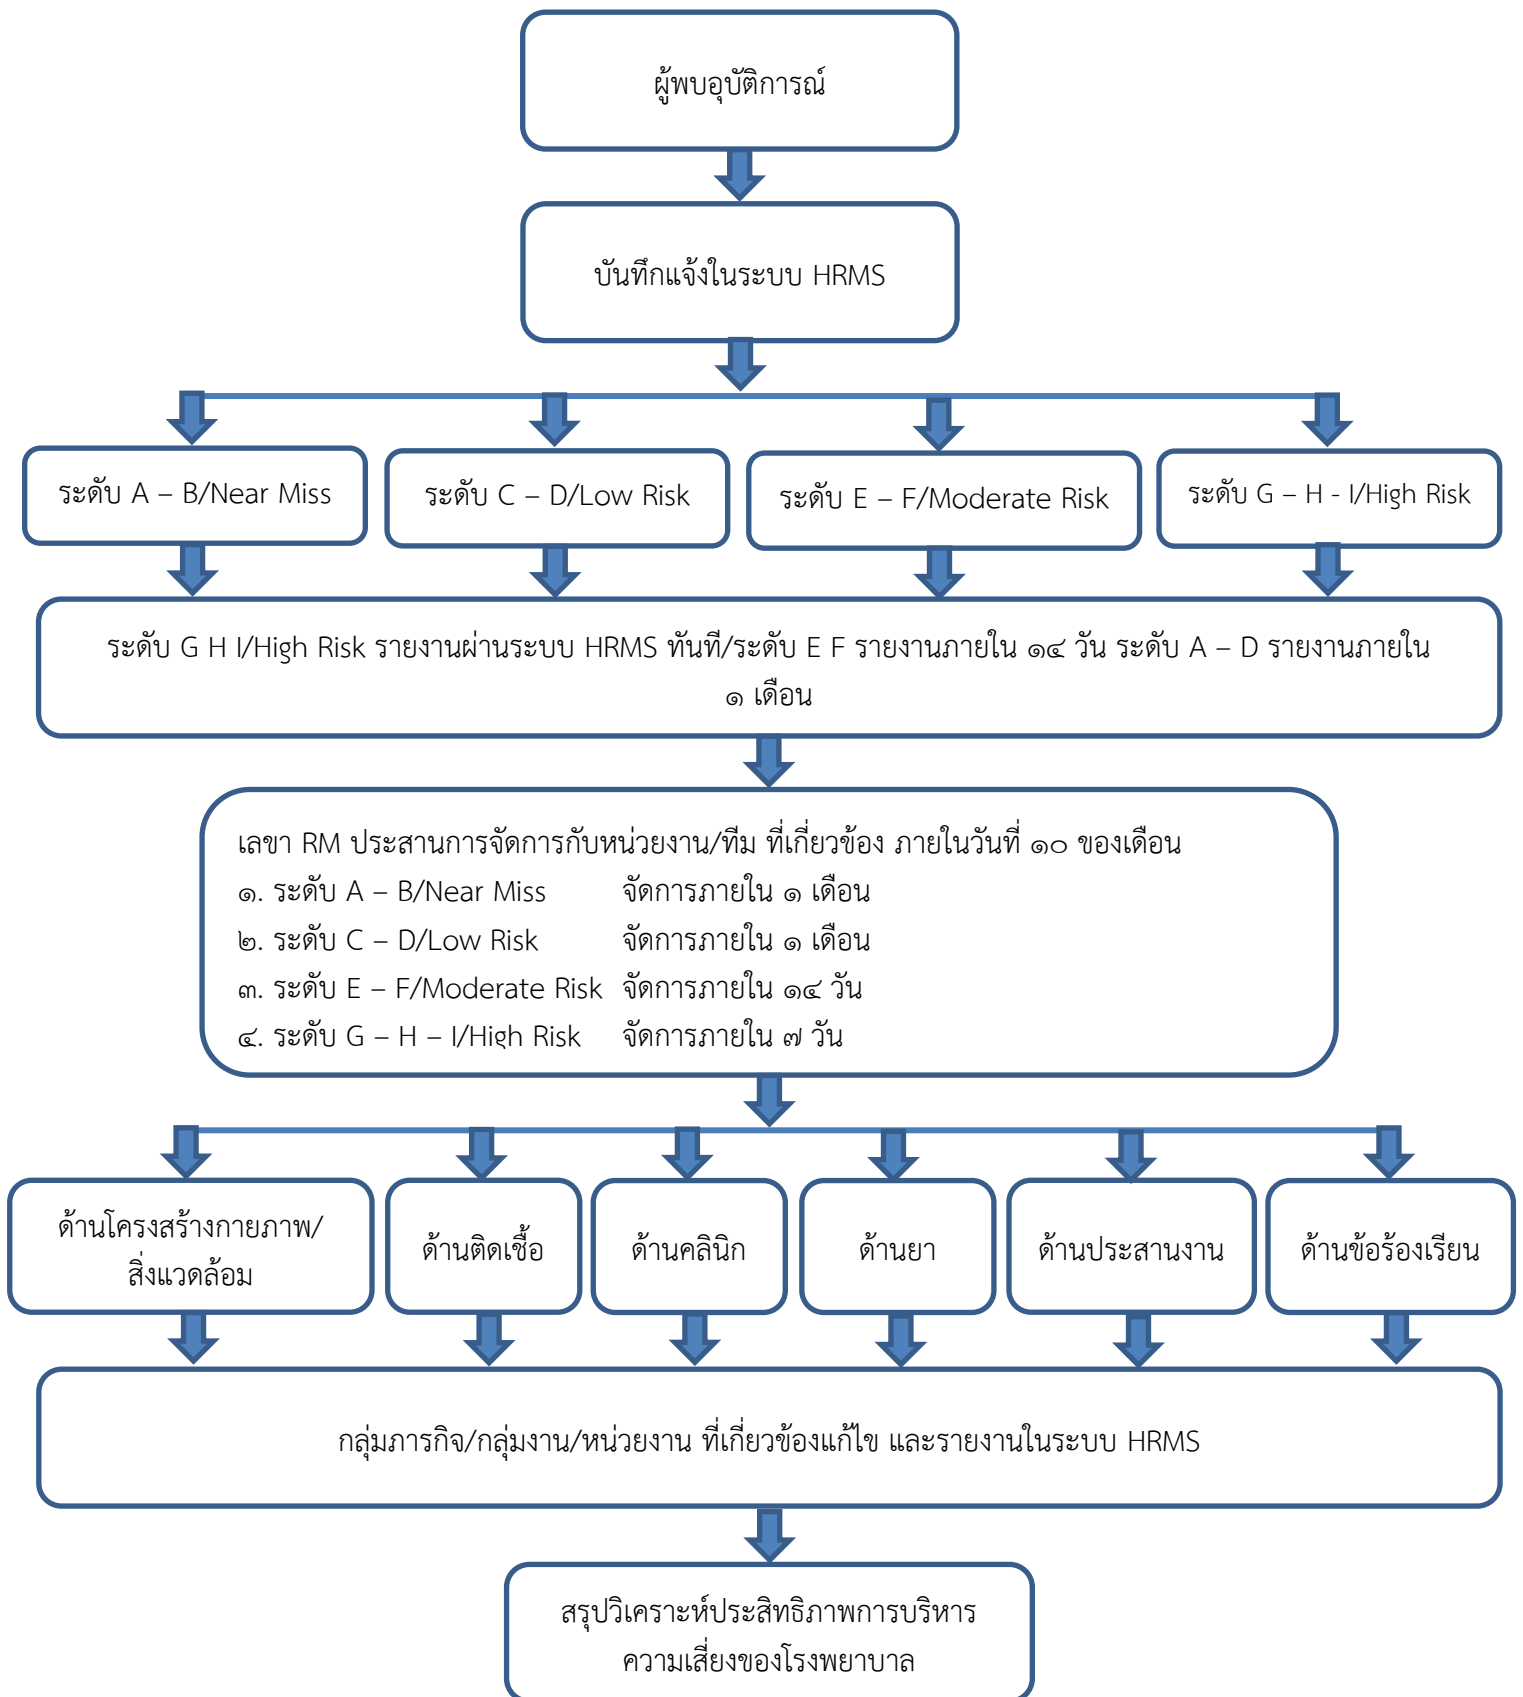 ผู้พบอุบัติการณ์
บันทึกแจ้งในระบบ HRMS
ระดับ A – B/Near Miss
ระดับ C – D/Low Risk
ระดับ E – F/Moderate Risk
ระดับ G – H - I/High Risk
ระดับ G H I/High Risk รายงานผ่านระบบ HRMS ทันที/ระดับ E F รายงานภายใน ๑๔ วัน ระดับ A – D รายงานภายใน
๑ เดือน
เลขา RM ประสานการจัดการกับหน่วยงาน/ทีม ที่เกี่ยวข้อง ภายในวันที่ ๑๐ ของเดือน
๑. ระดับ A – B/Near Miss จัดการภายใน ๑ เดือน
๒. ระดับ C – D/Low Risk จัดการภายใน ๑ เดือน
๓. ระดับ E – F/Moderate Risk จัดการภายใน ๑๔ วัน
๔. ระดับ G – H – I/High Risk จัดการภายใน ๗ วัน
ด้านโครงสร้างกายภาพ/
สิ่งแวดล้อม
ด้านติดเชื้อ
ด้านคลินิก
ด้านยา
ด้านประสานงาน
ด้านข้อร้องเรียน
กลุ่มภารกิจ/กลุ่มงาน/หน่วยงาน ที่เกี่ยวข้องแก้ไข และรายงานในระบบ HRMS
สรุปวิเคราะห์ประสิทธิภาพการบริหาร
ความเสี่ยงของโรงพยาบาล